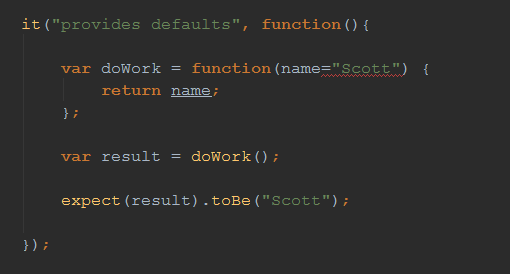 it("provides defaults", function(){
var doWork = function(name="Scott") {
return name;
};
var result = doWork();
expect(result).toBe("Scott");
});